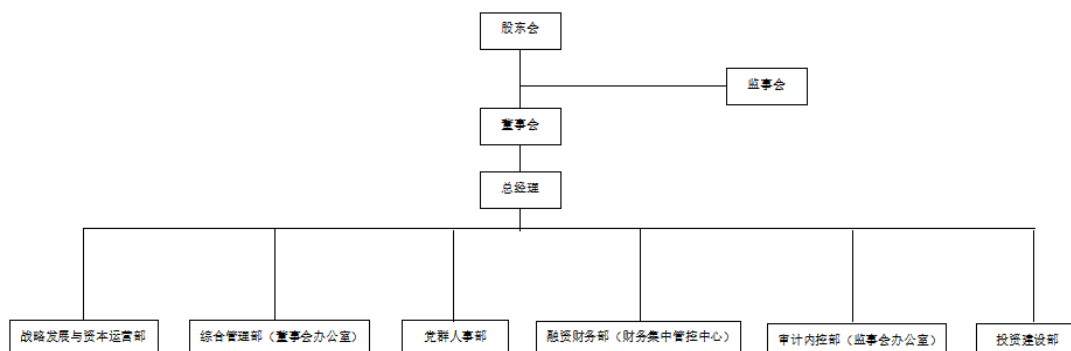 股东会
监事会
董事会
总经理
战略发展与资本运营部
综合管理部（董事会办公室）
党群人事部
融资财务部（财务集中管控中心）
审计内控部（监事会办公室）
投资建设部